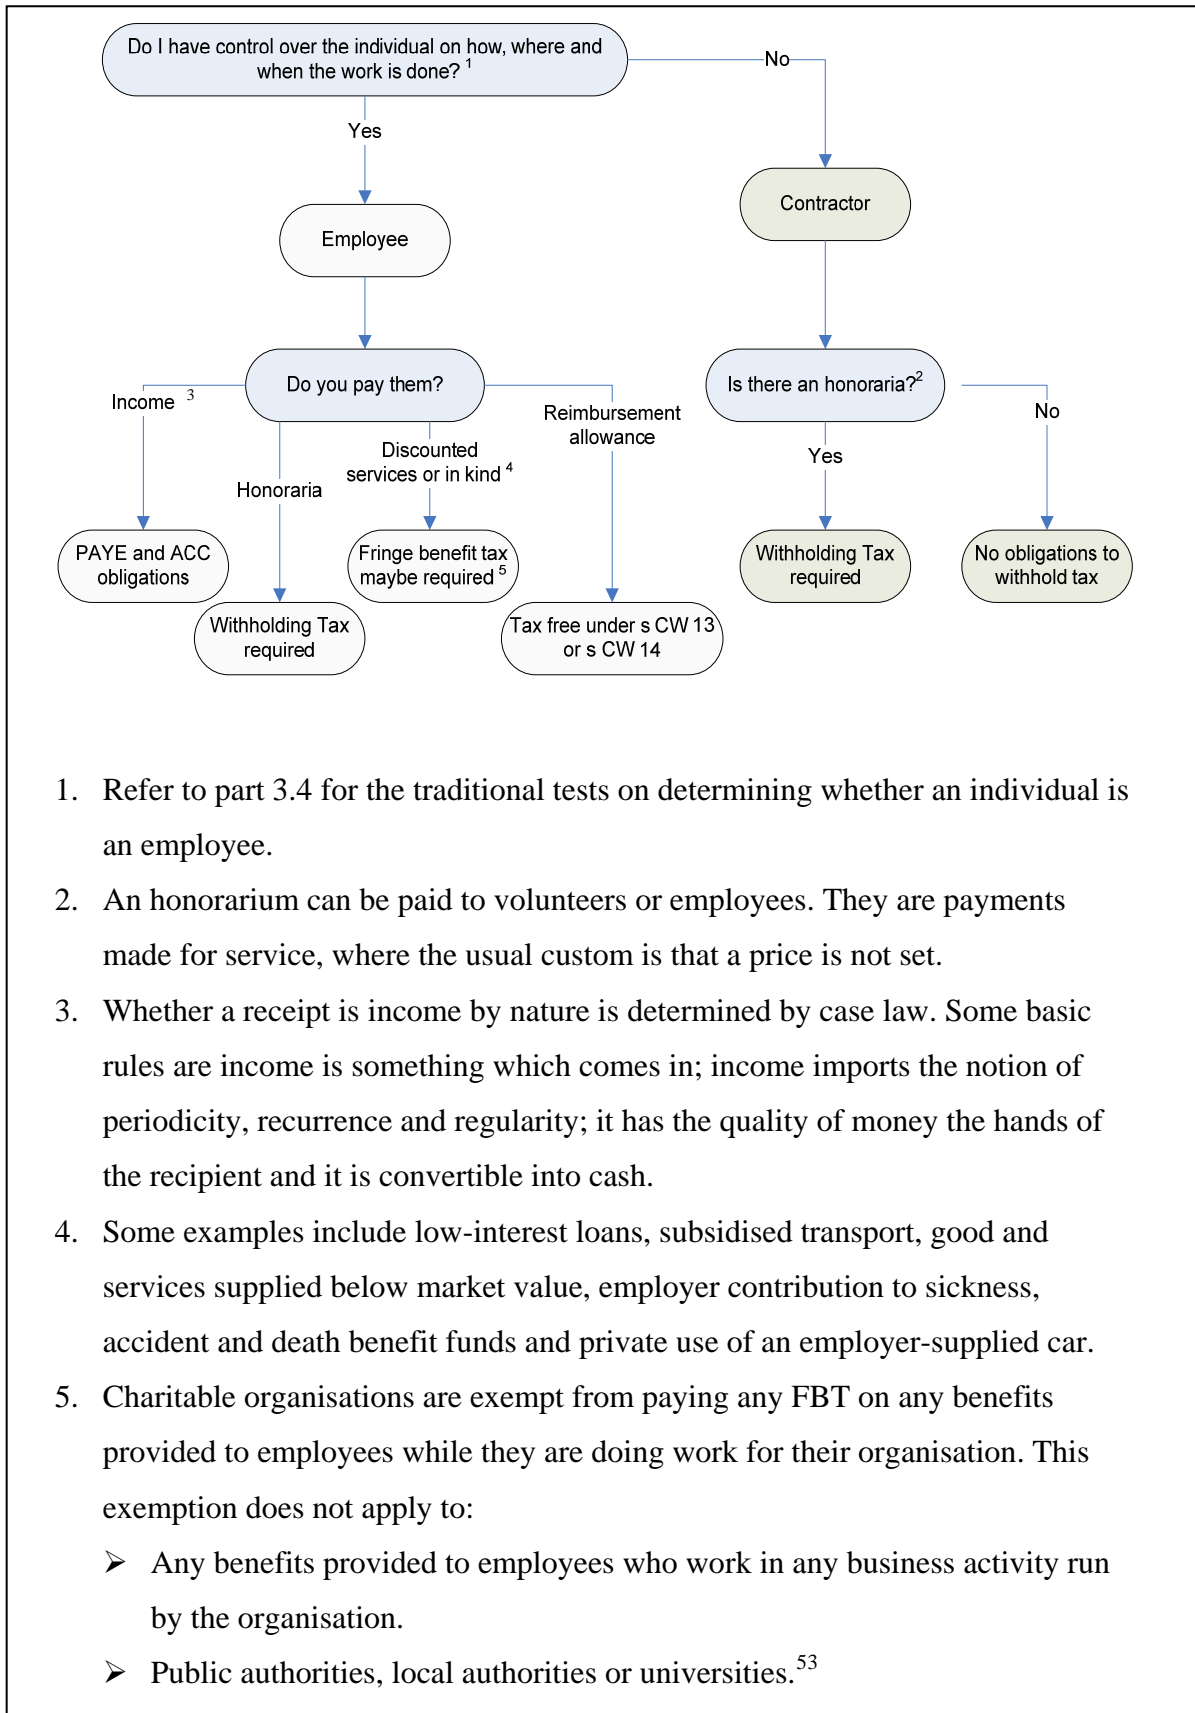 Do I have control over the individual on how, where and
when the work is done? 1
No
Yes
Contractor
Employee
Do you pay them?
Is there an honoraria?2
Income 3
Reimbursement
allowance
No
Discounted
services or in kind 4
Yes
Honoraria
PAYE and ACC
obligations
Fringe benefit tax
maybe required 5
Withholding Tax
required
No obligations to
withhold tax
Withholding Tax
required
Tax free under s CW 13
or s CW 14
1. Refer to part 3.4 for the traditional tests on determining whether an individual is
an employee.
2. An honorarium can be paid to volunteers or employees. They are payments
made for service, where the usual custom is that a price is not set.
3. Whether a receipt is income by nature is determined by case law. Some basic
rules are income is something which comes in; income imports the notion of
periodicity, recurrence and regularity; it has the quality of money the hands of
the recipient and it is convertible into cash.
4. Some examples include low-interest loans, subsidised transport, good and
services supplied below market value, employer contribution to sickness,
accident and death benefit funds and private use of an employer-supplied car.
5. Charitable organisations are exempt from paying any FBT on any benefits
provided to employees while they are doing work for their organisation. This
exemption does not apply to:
➢ Any benefits provided to employees who work in any business activity run
by the organisation.
➢ Public authorities, local authorities or universities.53